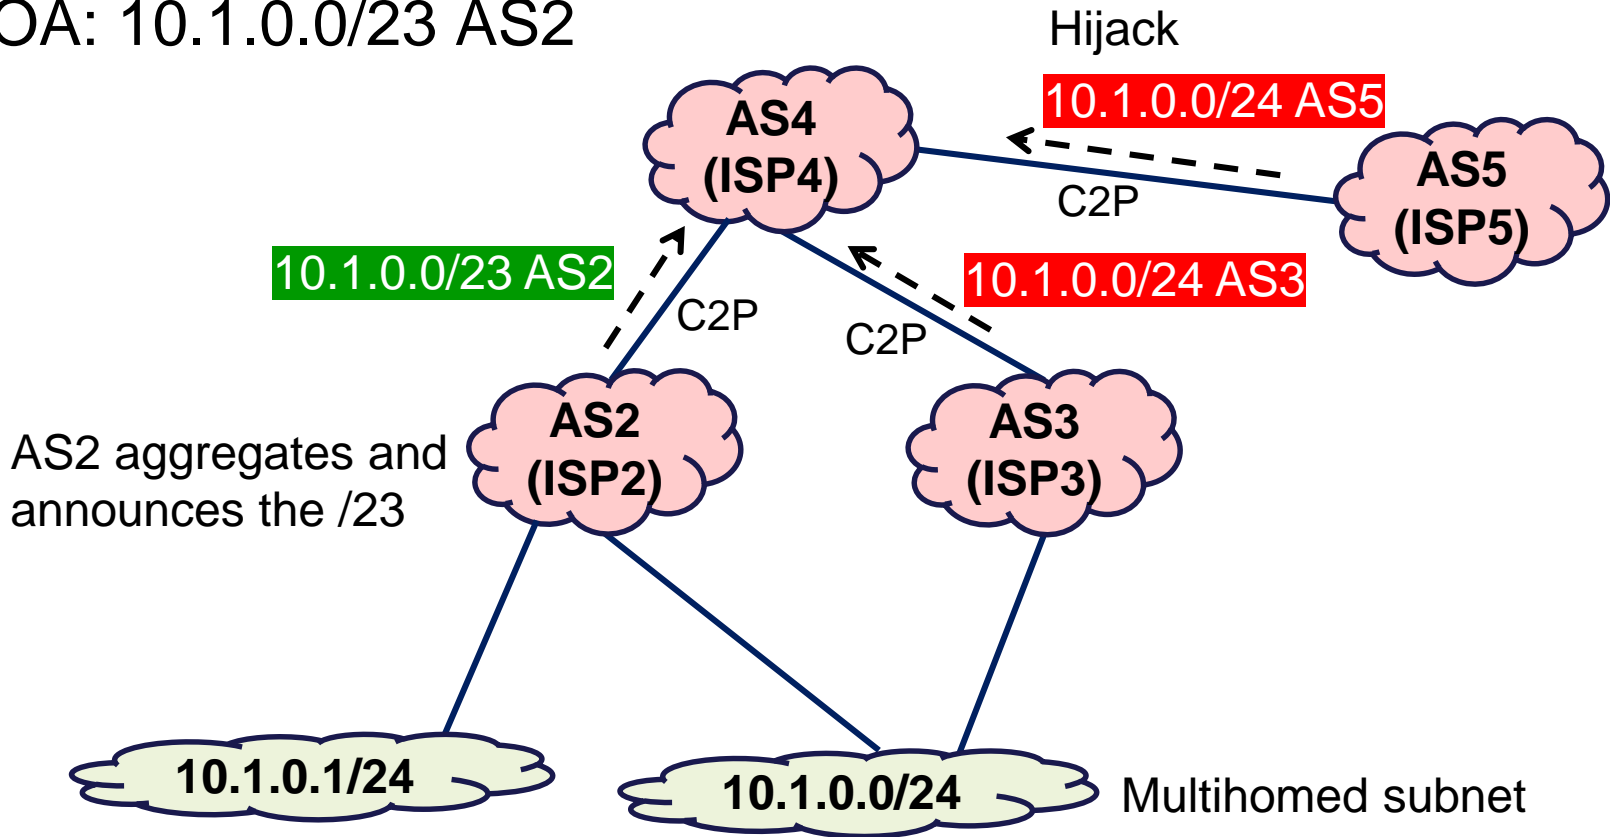 OA: 10.1.0.0/23 AS2
Hijack
10.1.0.0/24 AS5
AS4
(ISP4)
AS5
(ISP5)
C2P
10.1.0.0/23 AS2
10.1.0.0/24 AS3
C2P
C2P
AS2
(ISP2)
AS3
(ISP3)
AS2 aggregates and
announces the /23
10.1.0.1/24
10.1.0.0/24
Multihomed subnet